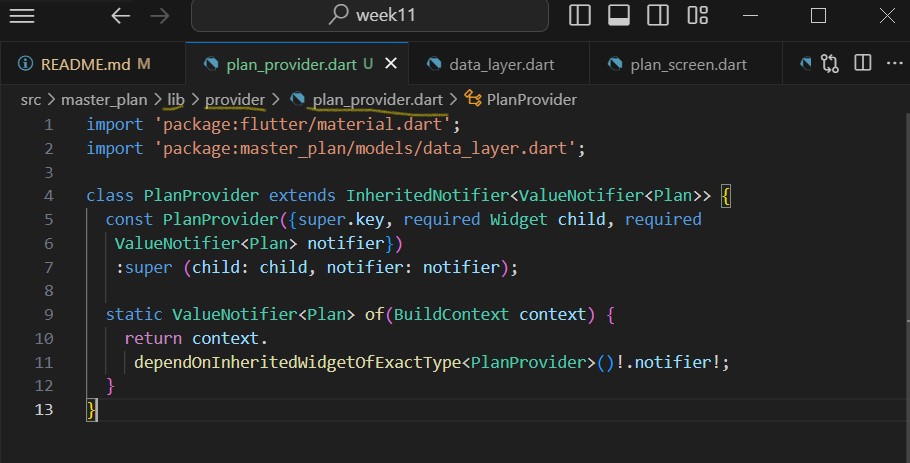 week11
README.md M
plan_provider.dart U
data_layer.dart
plan_screen.dart
src > master_plan > lib > provider > plan_provider.dart > PlanProvider
1 import 'package:flutter/material.dart';
2 import 'package:master_plan/models/data_layer.dart';
3
4 class PlanProvider extends InheritedNotifier<ValueNotifier<Plan>> {
5 const PlanProvider({super.key, required Widget child, required
6 ValueNotifier<Plan> notifier})
7 :super (child: child, notifier: notifier);
8
9 static ValueNotifier<Plan> of(BuildContext context) {
10 return context.
11 dependOnInheritedWidgetOfExactType<PlanProvider>()!.notifier!;
12 }
13 }